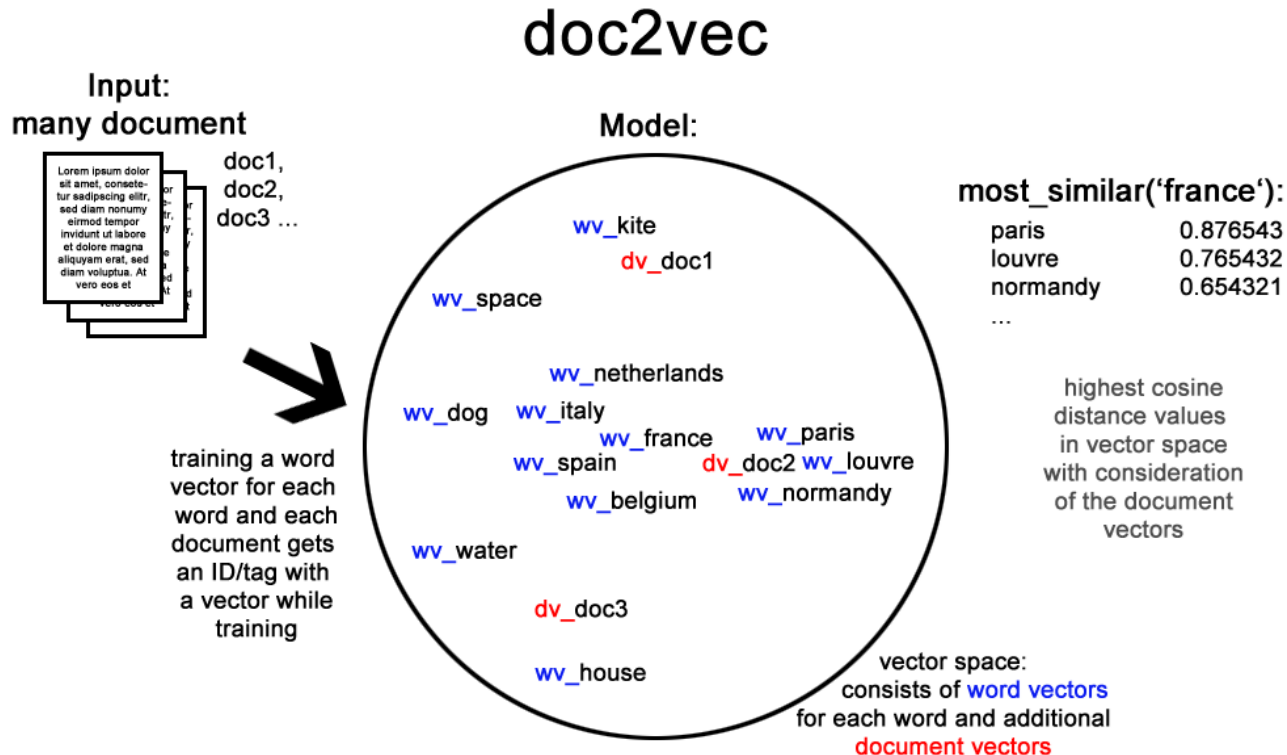 doc2vec
Input:
many document
doc1,
doc2,
doc3 ...
Lorem ipsum dolor
sit amet, consete-
tur sadipscing elitr,
sed diam nonumy
eirmod tempor
invidunt ut labore
et dolore magna
aliquyam erat, sed
diam voluptua. At
vero eos et
training a word
vector for each
word and each
document gets
an ID/tag with
a vector while
training
Model:
wv_kite
dv_doc1
wv_space
wv_netherlands
wv_dog
wv_italy
wv_france
wv_paris
wv_spain
dv_doc2
wv_louvre
wv_belgium
wv_normandy
wv_water
dv_doc3
wv_house
most_similar(‘france‘):
paris 0.876543
louvre 0.765432
normandy 0.654321
...
highest cosine
distance values
in vector space
with consideration
of the document
vectors
vector space:
consists of word vectors
for each word and additional
document vectors